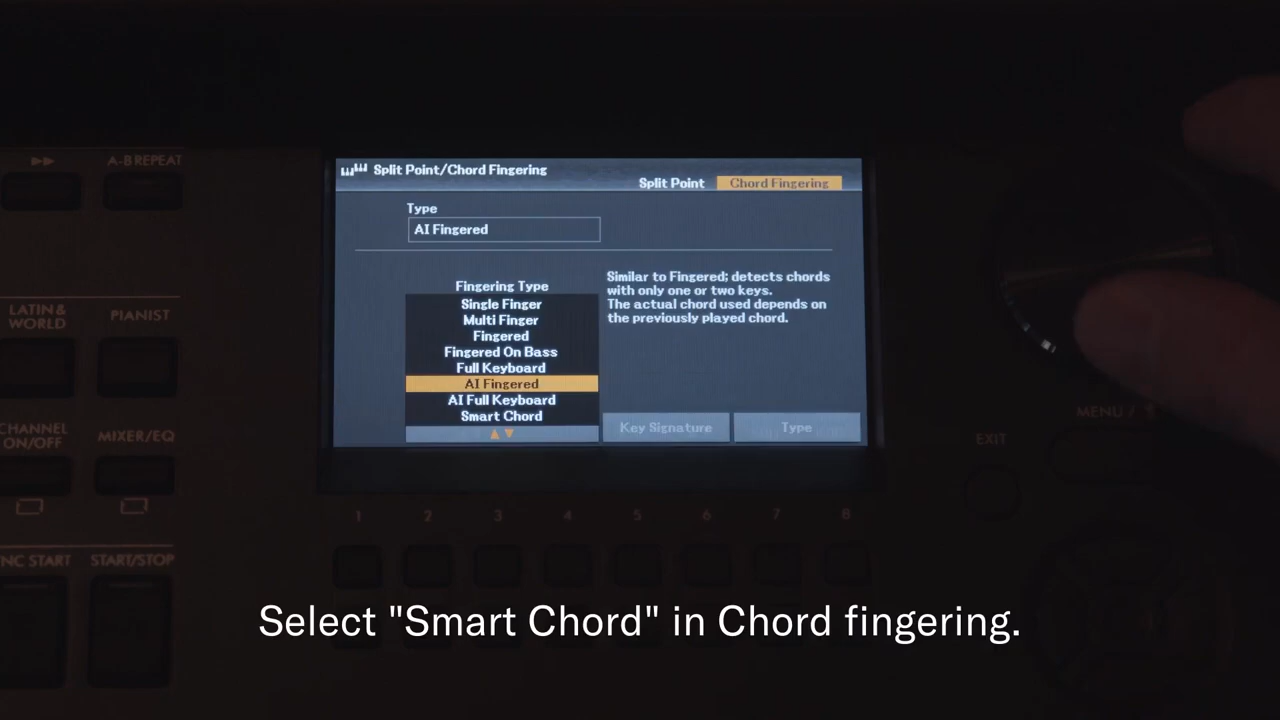 A-B REPEAT
Split Point/Chord Fingering
Split Point
Chord Fingering
Type
AI Fingered
Fingering Type
Single Finger
Multi Finger
Fingered
Fingered On Bass
Full Keyboard
AI Fingered
AI Full Keyboard
Smart Chord
Similar to Fingered; detects chords
with only one or two keys.
The actual chord used depends on
the previously played chord.
Key Signature
Type
LATIN &
WORLD
PIANIST
CHANNEL
ON/OFF
MIXER/EQ
MENU /
EXIT
1 2 3 4 5 6 7 8
NC START
START/STOP
Select "Smart Chord" in Chord fingering.